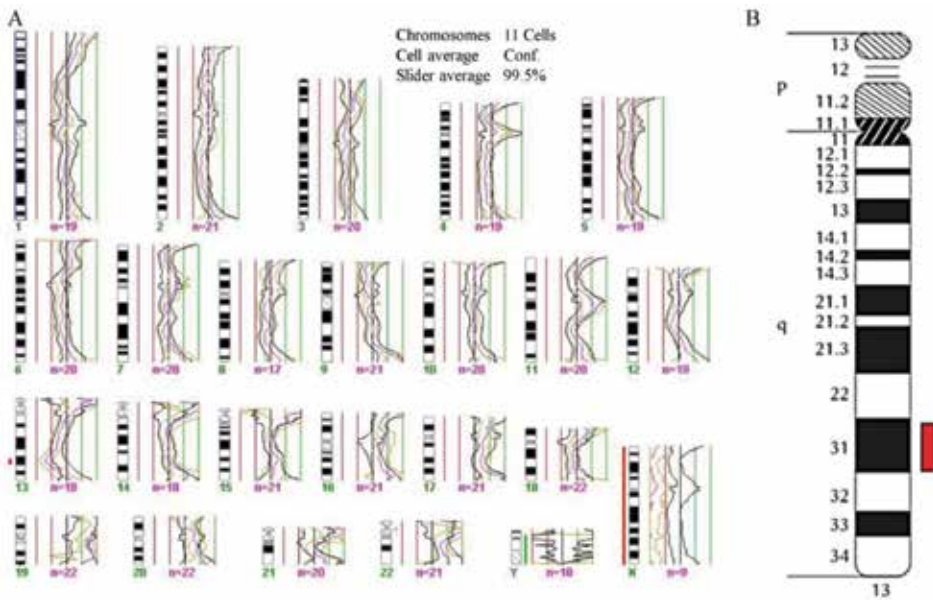 A
B
Chromosomes 11 Cells
Cell average Conf.
Slider average 99.5%
1 n=19
2 n=21
3 n=20
4 n=19
5 n=19
6 n=20
7 n=20
8 n=17
9 n=21
10 n=20
11 n=20
12 n=19
13 n=18
14 n=18
15 n=21
16 n=21
17 n=21
18 n=22
X n=9
19 n=22
20 n=22
21 n=20
22 n=21
Y n=10
p
q
13
12
11.2
11.1
11
12.1
12.2
12.3
13
14.1
14.2
14.3
21.1
21.2
21.3
22
31
32
33
34
13